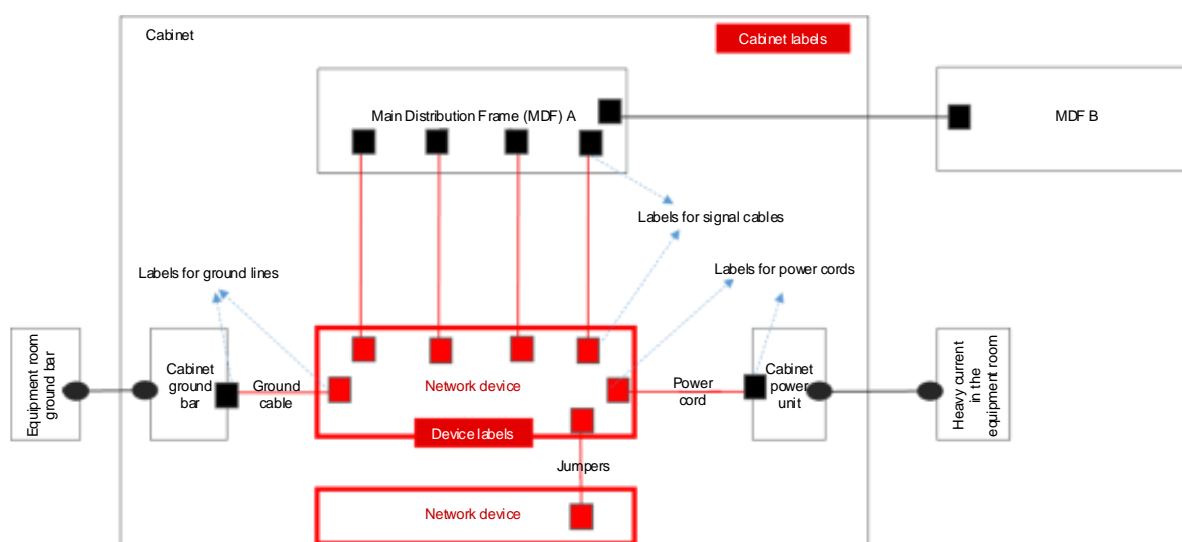 Cabinet
Cabinet labels
Main Distribution Frame (MDF) A
MDF B
Labels for signal cables
Labels for ground lines
Labels for power cords
Equipment room
ground bar
Cabinet
ground
bar
Ground
cable
Network device
Power
cord
Cabinet
power
unit
Heavy current
in the
equipment room
Device labels
Jumpers
Network device